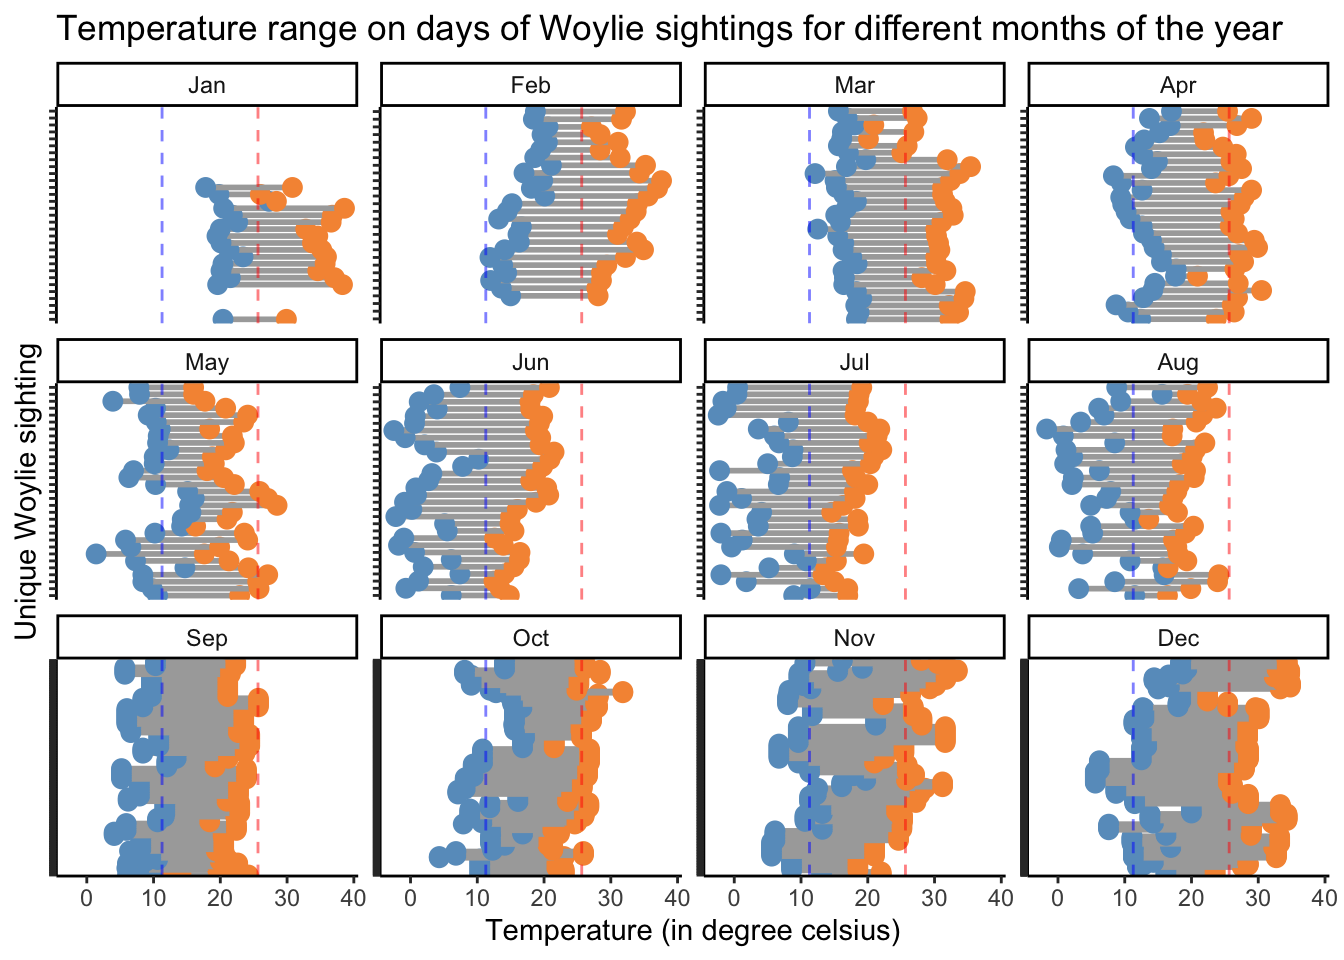 Temperature range on days of Woylie sightings for different months of the year
Jan Feb Mar Apr
May Jun Jul Aug
Unique Woylie sighting
Sep Oct Nov Dec
0 10 20 30 40 0 10 20 30 40 0 10 20 30 40 0 10 20 30 40
Temperature (in degree celsius)